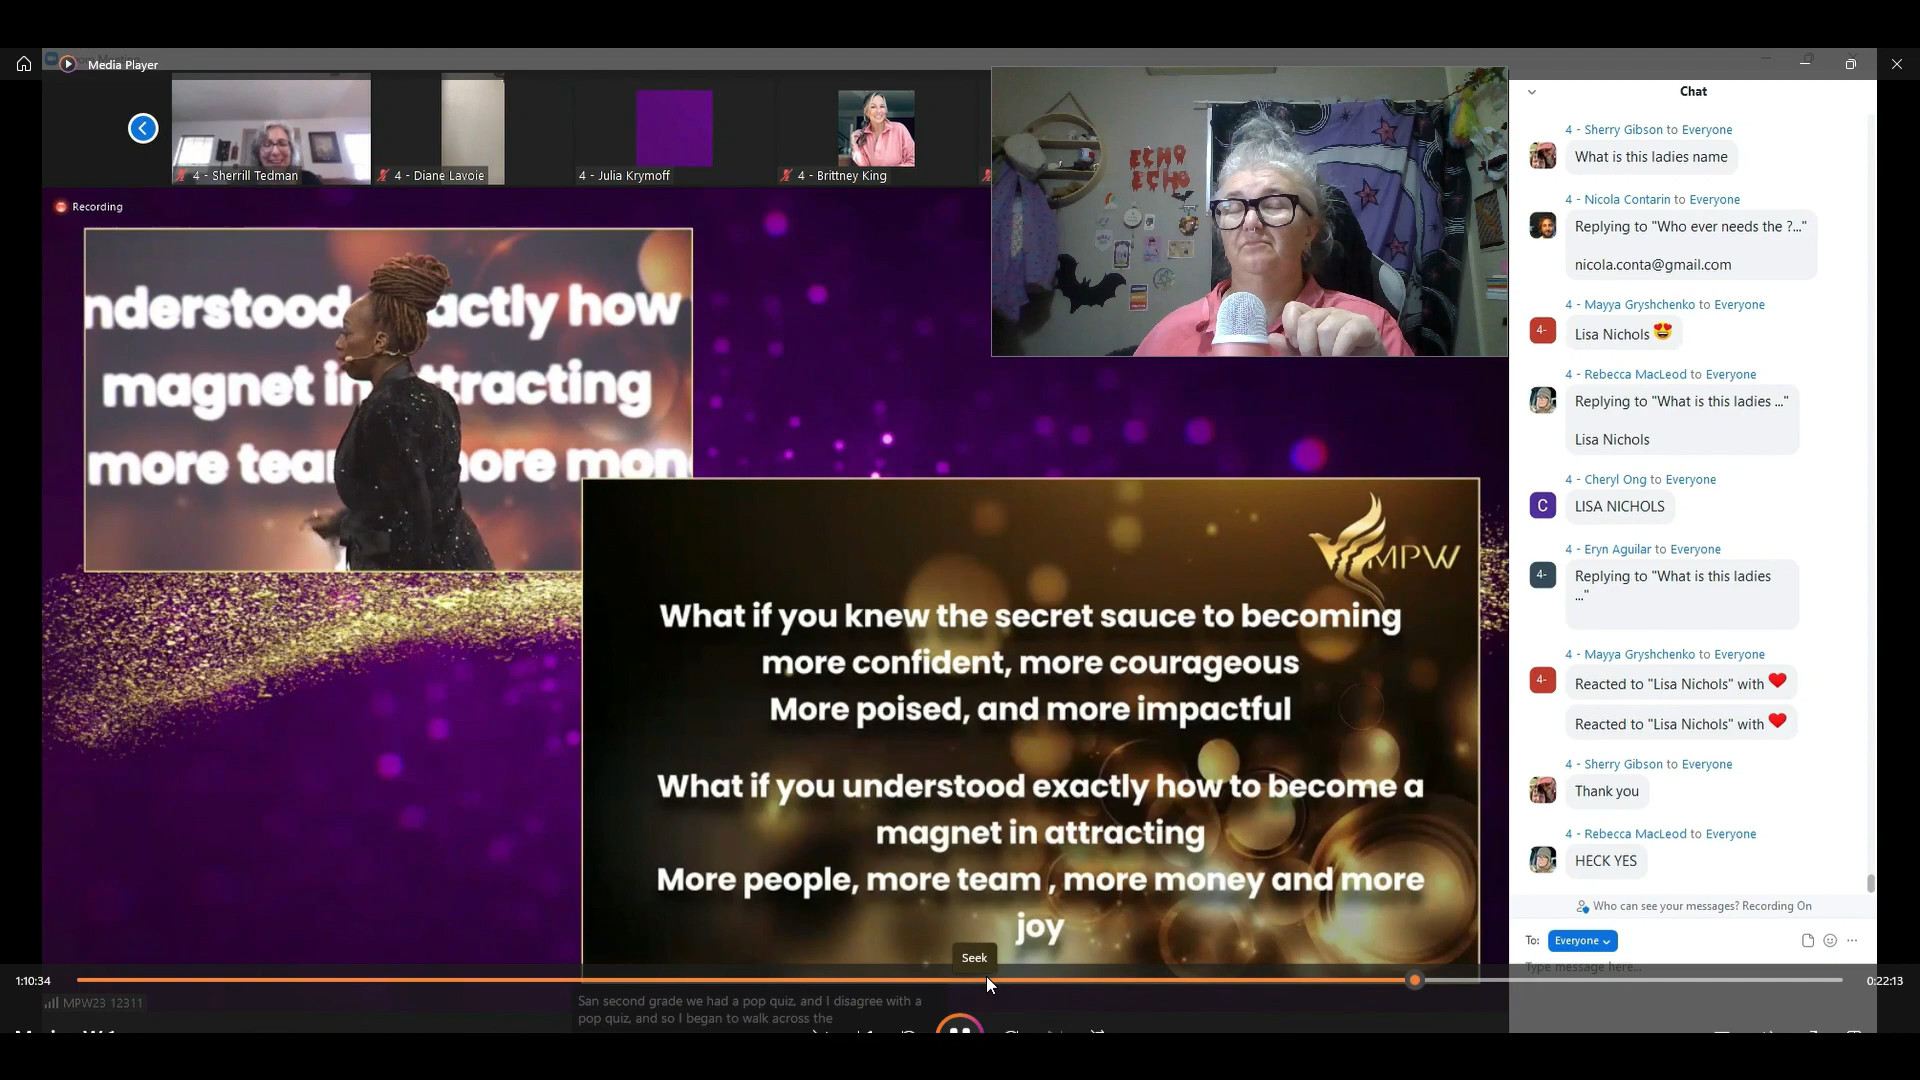 Media Player
4 - Sherrill Tedman
4 - Diane Lavoie
4 - Julia Krymoff
4 - Brittney King
Recording
nderstood actly how
magnet in ttracting
more tea ore mon
ECHO
ECHO
MPW
What if you knew the secret sauce to becoming
more confident, more courageous
More poised, and more impactful
What if you understood exactly how to become a
magnet in attracting
More people, more team , more money and more
joy
Chat
4 - Sherry Gibson to Everyone
What is this ladies name
4 - Nicola Contarin to Everyone
Replying to "Who ever needs the ?..."
nicola.conta@gmail.com
4 - Mayya Gryshchenko to Everyone
4-
Lisa Nichols 😍
4 - Rebecca MacLeod to Everyone
Replying to "What is this ladies ..."
Lisa Nichols
4 - Cheryl Ong to Everyone
C
LISA NICHOLS
4 - Eryn Aguilar to Everyone
4-
Replying to "What is this ladies
..."
4 - Mayya Gryshchenko to Everyone
4-
Reacted to "Lisa Nichols" with ❤️
Reacted to "Lisa Nichols" with ❤️
4 - Sherry Gibson to Everyone
Thank you
4 - Rebecca MacLeod to Everyone
HECK YES
Who can see your messages? Recording On
To: Everyone
Type message here...
Seek
1:10:34
0:22:13
MPW23 12311
San second grade we had a pop quiz, and I disagree with a
pop quiz, and so I began to walk across the